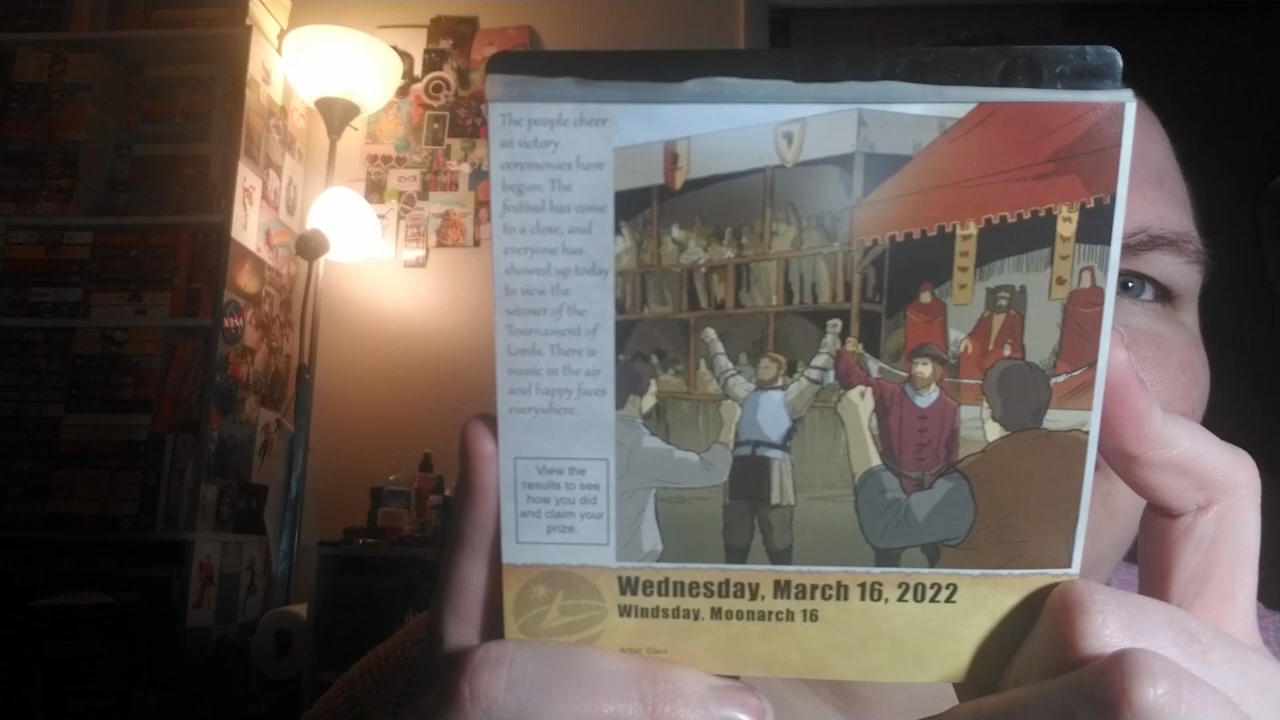 The people cheer
as victory
ceremonies have
begun. The
festival has come
to a close, and
everyone has
showed up today
to view the
winner of the
Tournament of
Lords. There is
music in the air
and happy faces
everywhere.
View the
results to see
how you did
and claim your
prize.
Wednesday, March 16, 2022
Windsday, Moonarch 16
Artist: Eilert
NASA